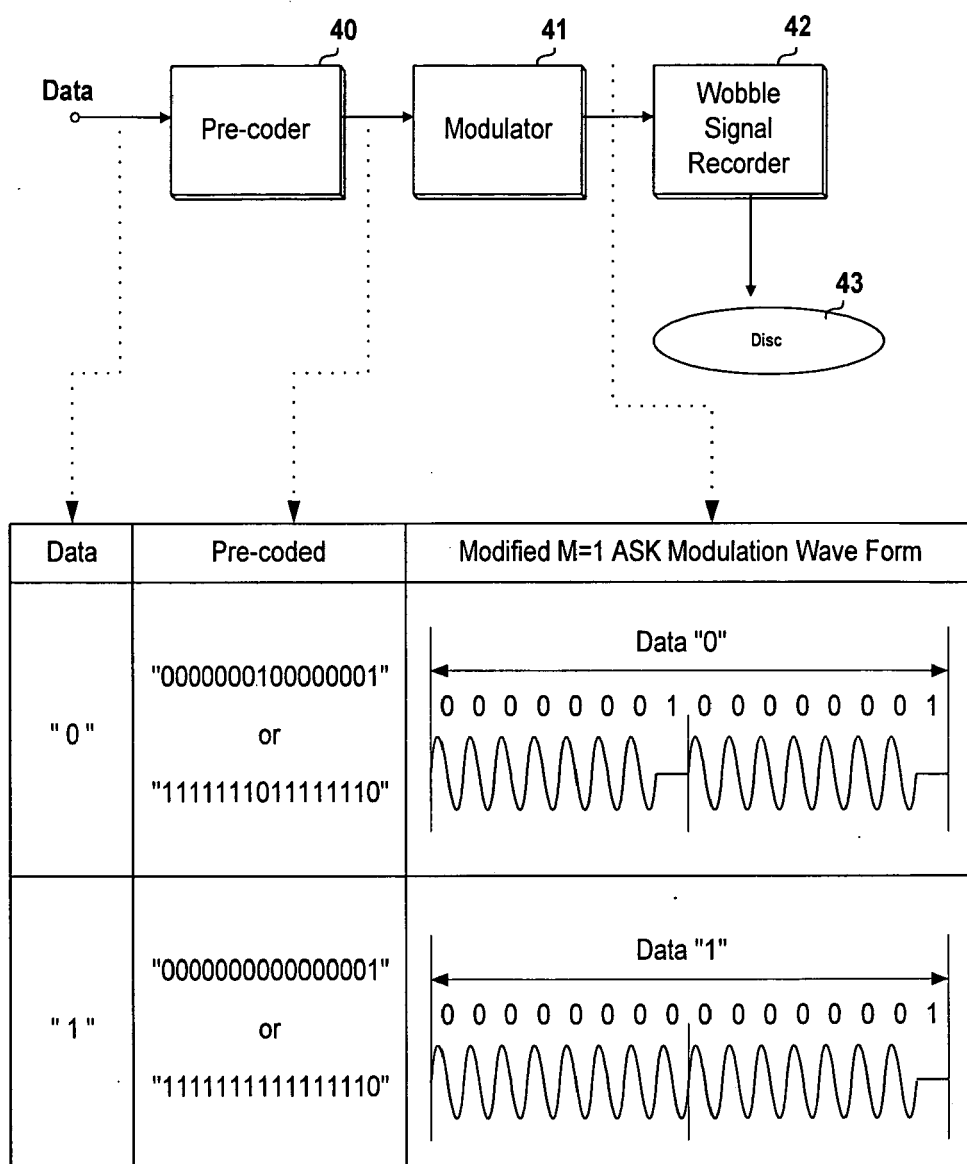 40
41
42
Data
Pre-coder
Modulator
Wobble
Signal
Recorder
43
Disc
Data
Pre-coded
Modified M=1 ASK Modulation Wave Form
" 0 "
"0000000100000001"
or
"1111111011111110"
Data "0"
0 0 0 0 0 0 0 1 0 0 0 0 0 0 0 1
" 1 "
"0000000000000001"
or
"1111111111111110"
Data "1"
0 0 0 0 0 0 0 0 0 0 0 0 0 0 0 1